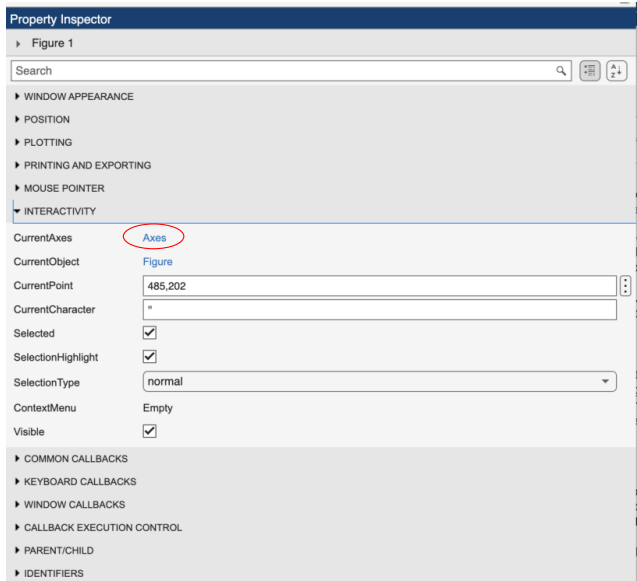 Property Inspector
Figure 1
Search
WINDOW APPEARANCE
POSITION
PLOTTING
PRINTING AND EXPORTING
MOUSE POINTER
INTERACTIVITY
CurrentAxes Axes
CurrentObject Figure
CurrentPoint 485,202
CurrentCharacter "
Selected
SelectionHighlight
SelectionType normal
ContextMenu Empty
Visible
COMMON CALLBACKS
KEYBOARD CALLBACKS
WINDOW CALLBACKS
CALLBACK EXECUTION CONTROL
PARENT/CHILD
IDENTIFIERS